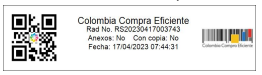 Colombia Compra Eficiente
Rad No. RS20230417003743
Anexos: No Con copia: No
Fecha: 17/04/2023 07:44:31
Colombia Compra Eficiente